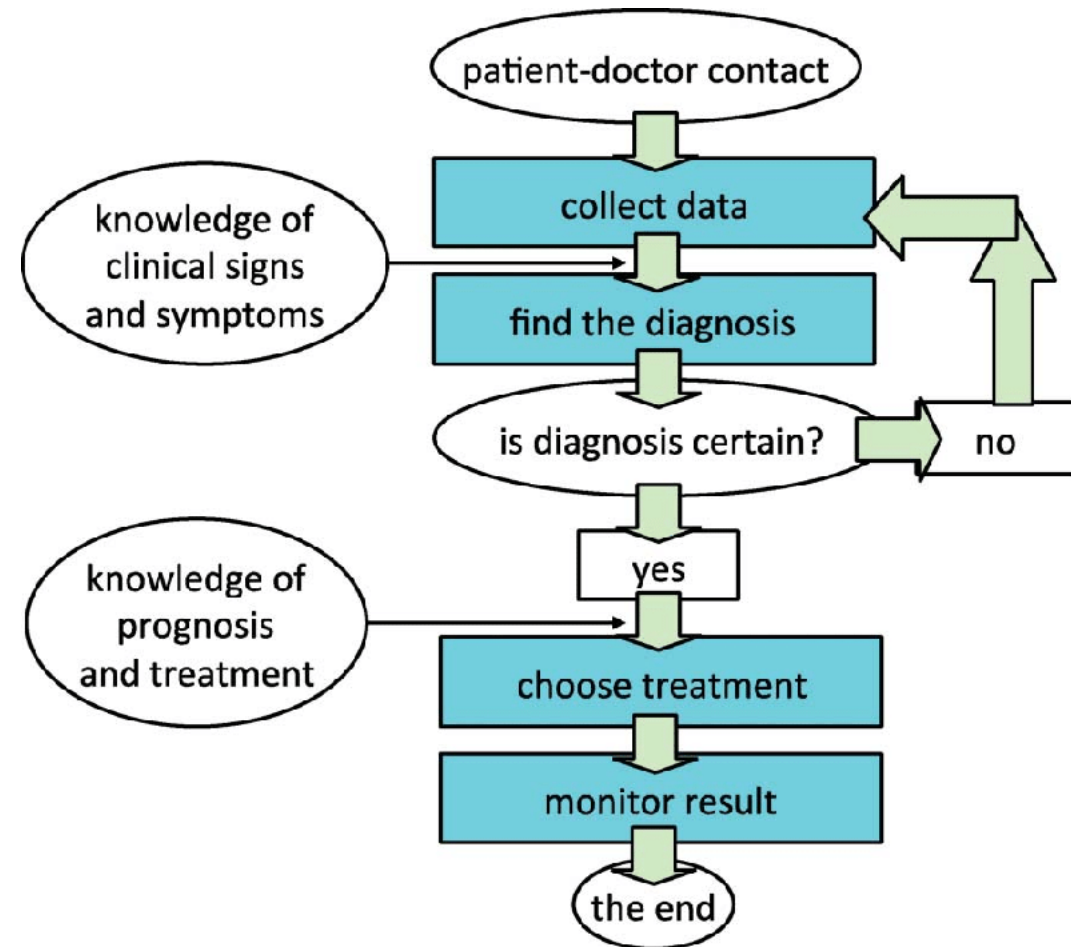 patient-doctor contact
collect data
knowledge of
clinical signs
and symptoms
find the diagnosis
is diagnosis certain?
no
yes
knowledge of
prognosis
and treatment
choose treatment
monitor result
the end